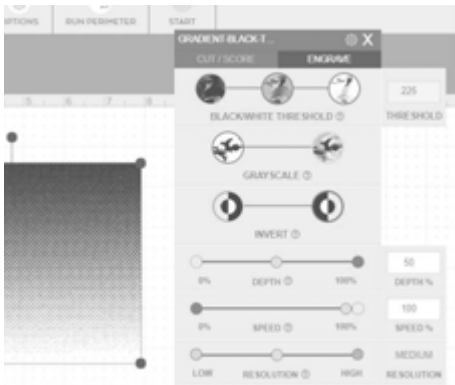 PTIONS RUN PERIMETER START
GRADIENT-BLACK-T... X
CUT / SCORE ENGRAVE
5 6 7 8
225
BLACK/WHITE THRESHOLD THRESHOLD
GRAYSCALE
INVERT
50
0% DEPTH 100% DEPTH %
100
0% SPEED 100% SPEED %
MEDIUM
LOW RESOLUTION HIGH RESOLUTION